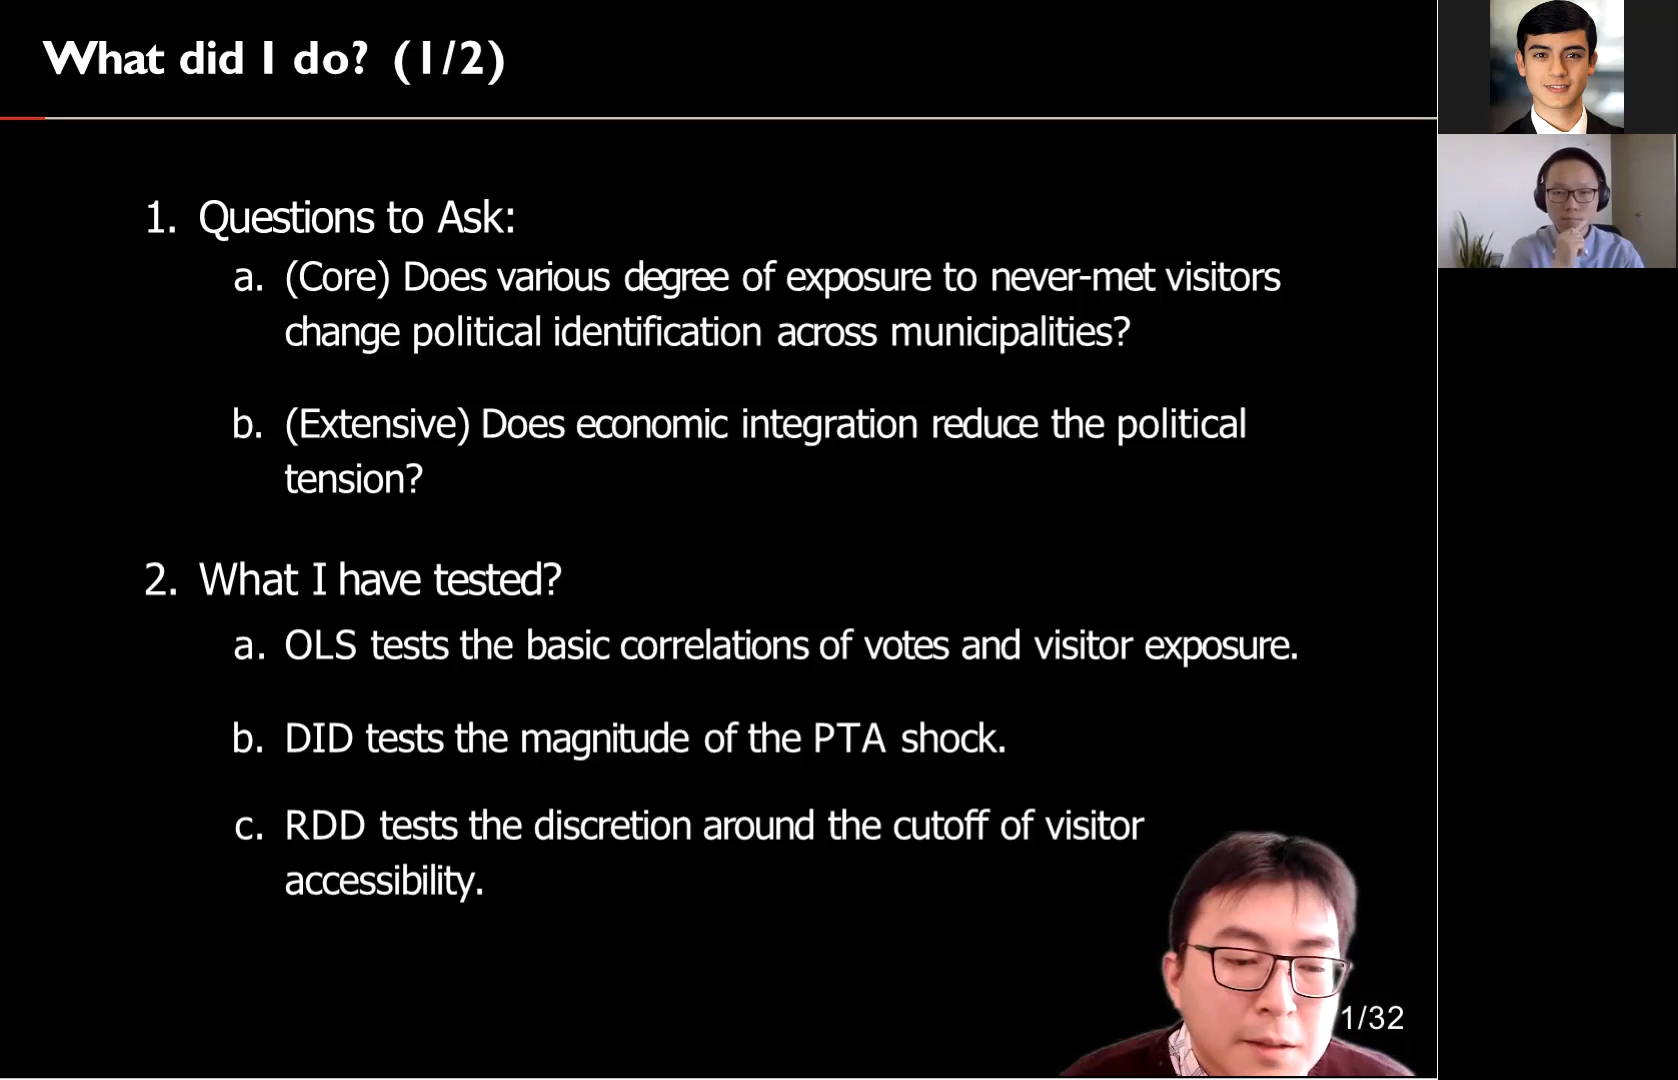 What did I do? (1/2)
1. Questions to Ask:
a. (Core) Does various degree of exposure to never-met visitors
change political identification across municipalities?
b. (Extensive) Does economic integration reduce the political
tension?
2. What I have tested?
a. OLS tests the basic correlations of votes and visitor exposure.
b. DID tests the magnitude of the PTA shock.
c. RDD tests the discretion around the cutoff of visitor
accessibility.
1/32